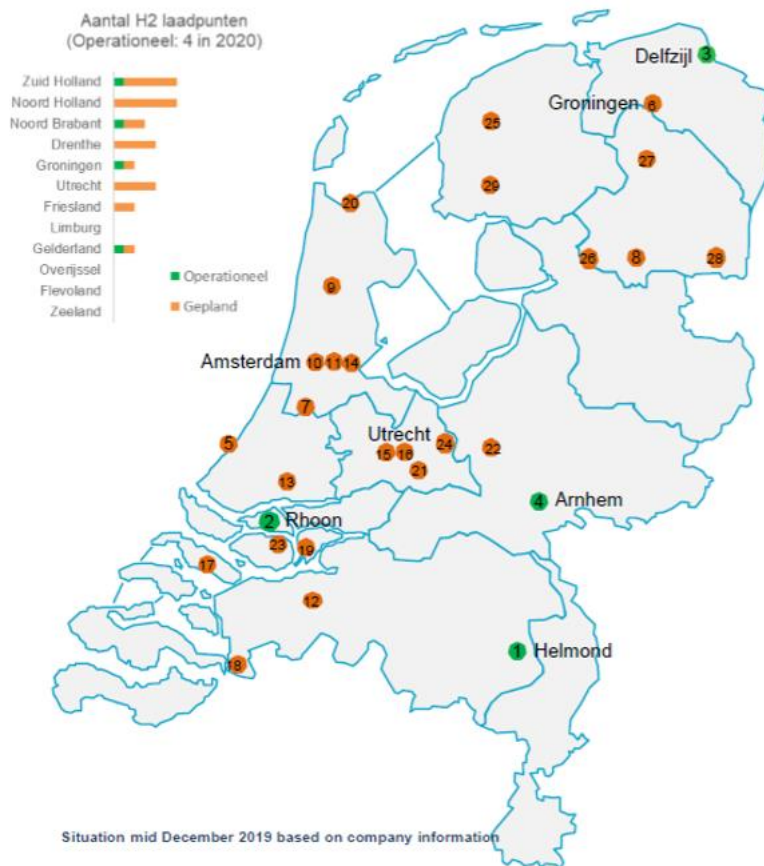 Aantal H2 laadpunten
(Operationeel: 4 in 2020)
Zuid Holland
Noord Holland
Noord Brabant
Drenthe
Groningen
Utrecht
Friesland
Limburg
Gelderland
Overijssel
Flevoland
Zeeland
Operationeel
Gepland
Delfzijl 3
Groningen 6
25
27
29
20
26 8 28
9
Amsterdam 10 11 14
7
5
Utrecht 24 22
15 16
21
13
4 Arnhem
2 Rhoon
23 19
17
12
1 Helmond
18
Situation mid December 2019 based on company information